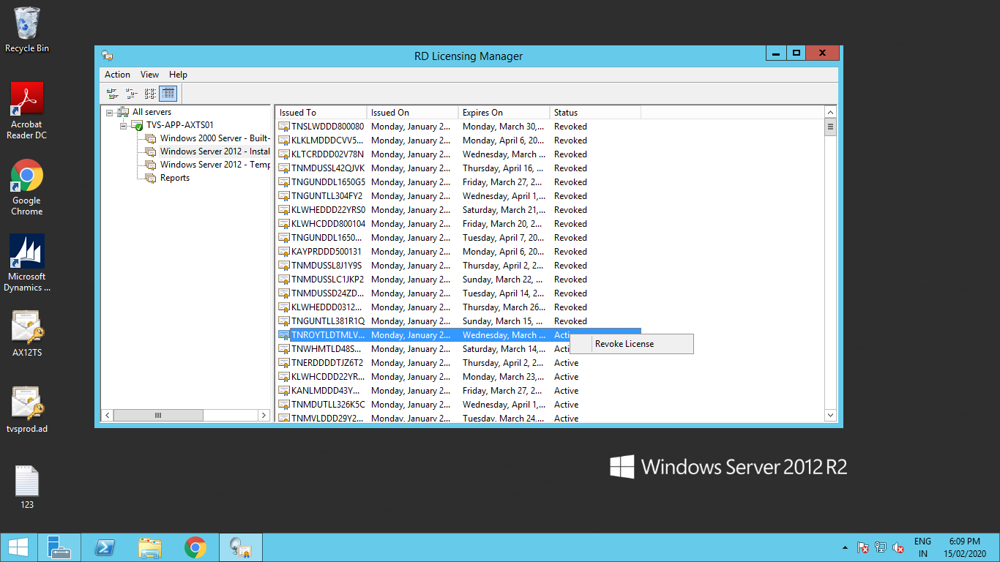 Recycle Bin
Acrobat
Reader DC
Google
Chrome
Microsoft
Dynamics ...
AX12TS
tvsprod.ad
123
RD Licensing Manager
Action View Help
All servers
TVS-APP-AXTS01
Windows 2000 Server - Built-
Windows Server 2012 - Instal
Windows Server 2012 - Temp
Reports
Issued To Issued On Expires On Status
TNSLWDDD800080 Monday, January 2... Monday, March 30,... Revoked
KLKLMDDDCVV5... Monday, January 2... Monday, April 6, 20... Revoked
KLTCRDDD02V78N Monday, January 2... Wednesday, March ... Revoked
TNMDUSSL42QJVK Monday, January 2... Thursday, April 16, ... Revoked
TNGUNDDL1650G5 Monday, January 2... Friday, March 27, 2... Revoked
TNGUNTLL304FY2 Monday, January 2... Wednesday, April 1,... Revoked
KLWHEDDD22YRS0 Monday, January 2... Saturday, March 21,... Revoked
KLWHCDDD800104 Monday, January 2... Friday, March 20, 2... Revoked
TNGUNDDL1650... Monday, January 2... Tuesday, April 7, 20... Revoked
KAYPRDDD500131 Monday, January 2... Monday, April 6, 20... Revoked
TNMDUSSL8J1Y9S Monday, January 2... Thursday, April 2, 2... Revoked
TNMDUSSLC1JKP2 Monday, January 2... Sunday, March 22, ... Revoked
TNMDUSSD24ZD... Monday, January 2... Tuesday, April 14, 2... Revoked
KLWHEDDD0312... Monday, January 2... Thursday, March 26... Revoked
TNGUNTLL381R1Q Monday, January 2... Sunday, March 15, ... Revoked
TNROYTLDTMLV... Monday, January 2... Wednesday, March ... Acti
Revoke License
TNWHMTLD48S... Monday, January 2... Saturday, March 14,... Acti
TNERDDDDTJZ6T2 Monday, January 2... Thursday, April 2, 2... Active
KLWHCDDD22YR... Monday, January 2... Monday, March 23,... Active
KANLMDDD43Y... Monday, January 2... Friday, March 27, 2... Active
TNMDUTLL326K5C Monday, January 2... Wednesday, April 1,... Active
TNMVLDDD29Y2... Monday, January 2... Tuesday, March 24,... Active
Windows Server 2012 R2
ENG
IN
6:09 PM
15/02/2020